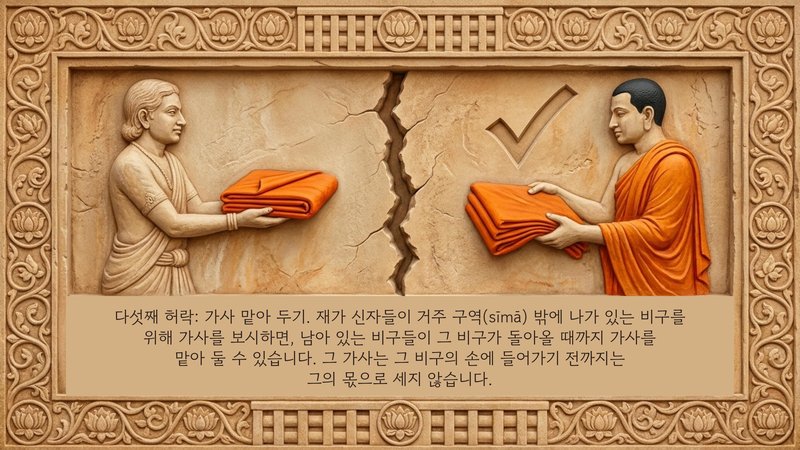 다섯째 허락: 가사 맡아 두기. 재가 신자들이 거주 구역(sīmā) 밖에 나가 있는 비구를
위해 가사를 보시하면, 남아 있는 비구들이 그 비구가 돌아올 때까지 가사를
맡아 둘 수 있습니다. 그 가사는 그 비구의 손에 들어가기 전까지는
그의 몫으로 세지 않습니다.